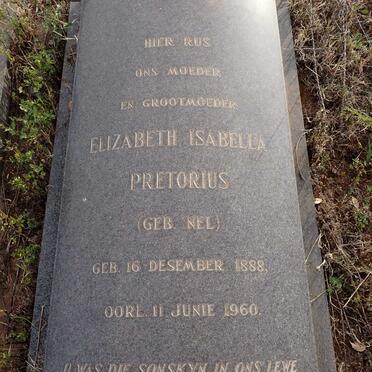 HIER RUS
ONS MOEDER
EN GROOTMOEDER
ELIZABETH ISABELLA
PRETORIUS
(GEB. NEL)
GEB. 16 DESEMBER 1888.
OORL. 11 JUNIE 1960.
U WAS DIE SONSKYN IN ONS LEWE